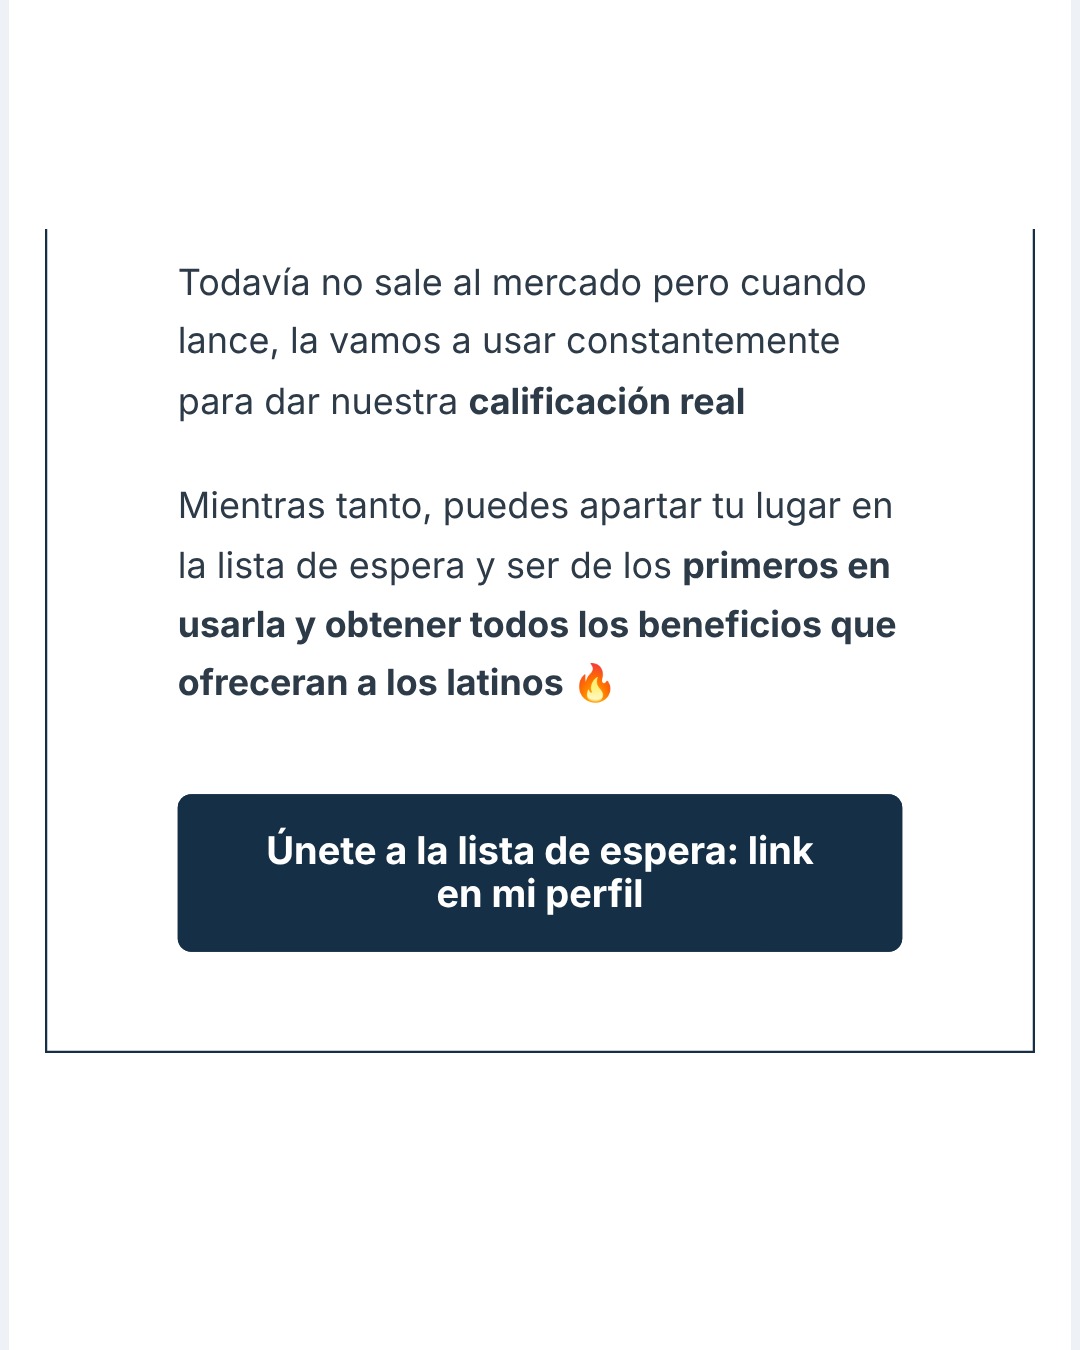 Todavía no sale al mercado pero cuando
lance, la vamos a usar constantemente
para dar nuestra calificación real
Mientras tanto, puedes apartar tu lugar en
la lista de espera y ser de los primeros en
usarla y obtener todos los beneficios que
ofreceran a los latinos 🔥
Únete a la lista de espera: link
en mi perfil